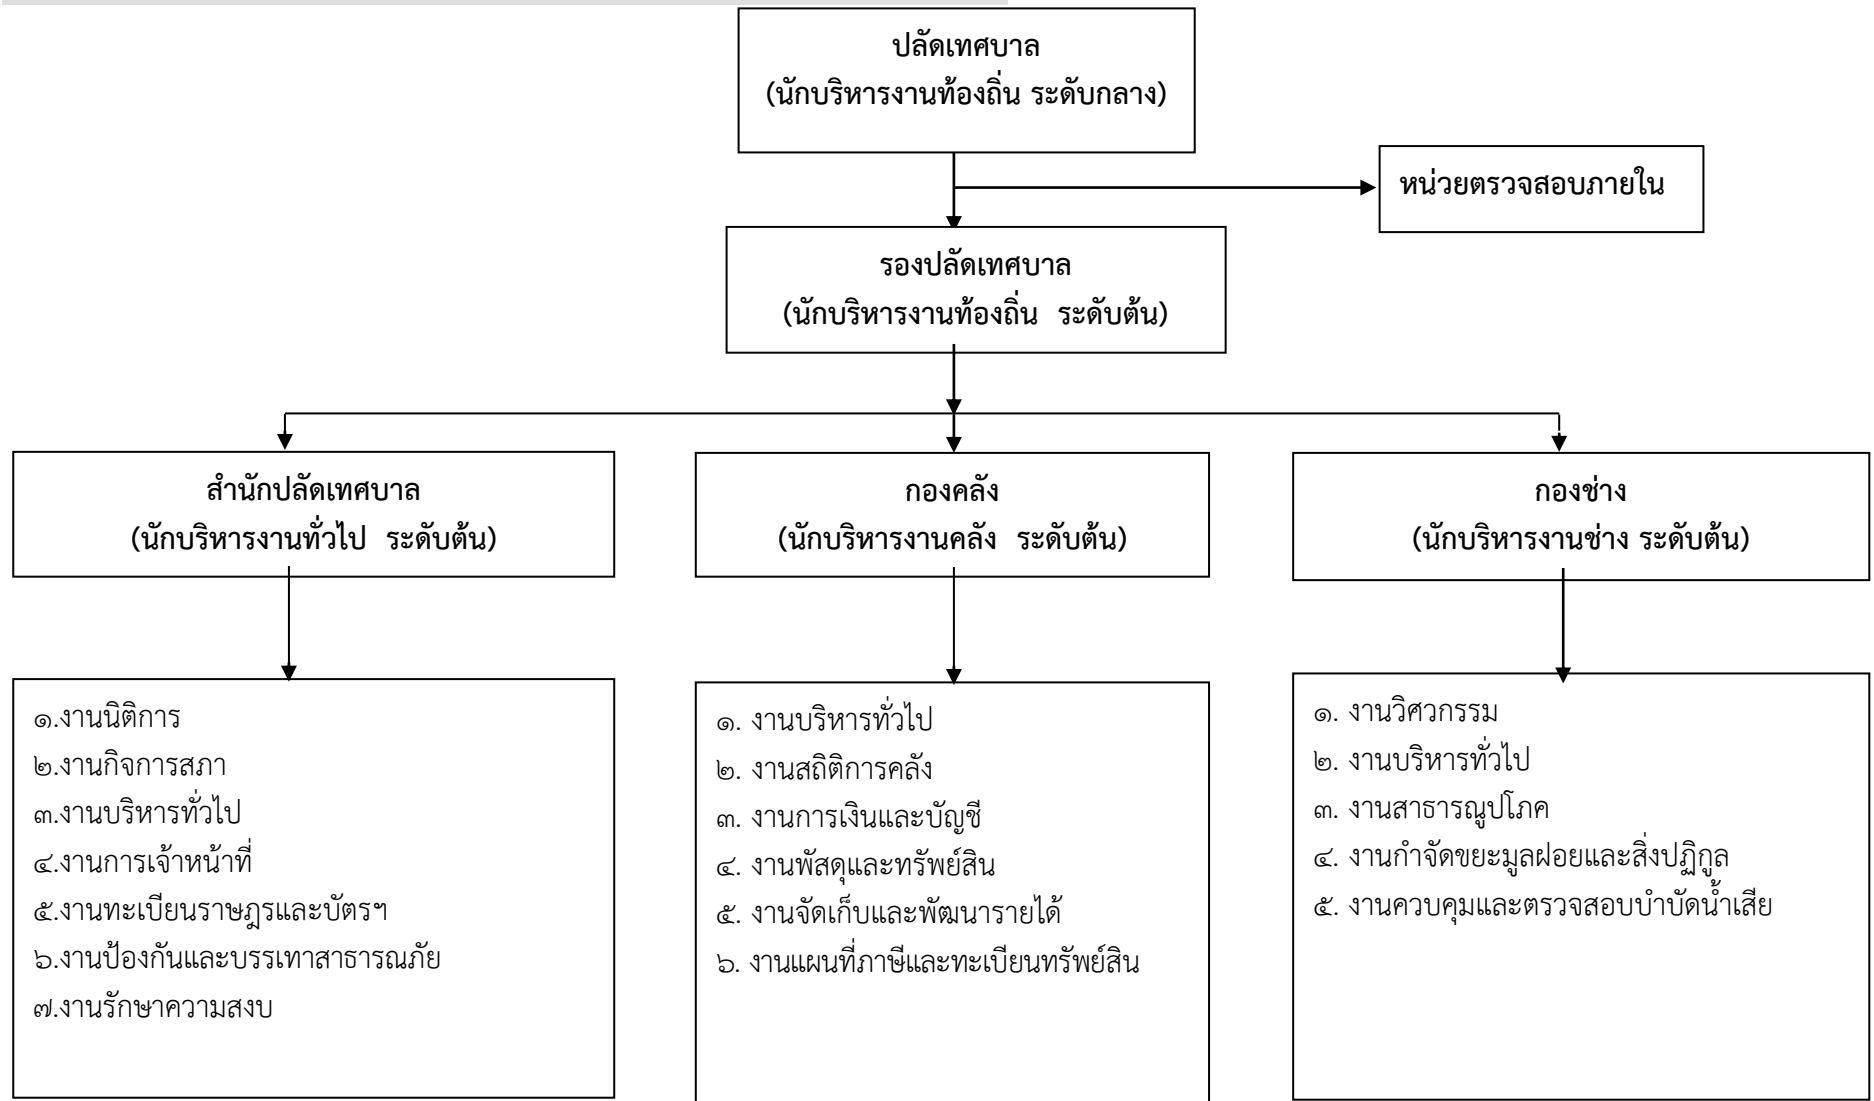 ปลัดเทศบาล
(นักบริหารงานท้องถิ่น ระดับกลาง)
หน่วยตรวจสอบภายใน
รองปลัดเทศบาล
(นักบริหารงานท้องถิ่น ระดับต้น)
สำนักปลัดเทศบาล
(นักบริหารงานทั่วไป ระดับต้น)
กองคลัง
(นักบริหารงานคลัง ระดับต้น)
กองช่าง
(นักบริหารงานช่าง ระดับต้น)
๑.งานนิติการ
๒.งานกิจการสภา
๓.งานบริหารทั่วไป
๔.งานการเจ้าหน้าที่
๕.งานทะเบียนราษฎรและบัตรฯ
๖.งานป้องกันและบรรเทาสาธารณภัย
๗.งานรักษาความสงบ
๑. งานบริหารทั่วไป
๒. งานสถิติการคลัง
๓. งานการเงินและบัญชี
๔. งานพัสดุและทรัพย์สิน
๕. งานจัดเก็บและพัฒนารายได้
๖. งานแผนที่ภาษีและทะเบียนทรัพย์สิน
๑. งานวิศวกรรม
๒. งานบริหารทั่วไป
๓. งานสาธารณูปโภค
๔. งานกำจัดขยะมูลฝอยและสิ่งปฏิกูล
๕. งานควบคุมและตรวจสอบบำบัดน้ำเสีย